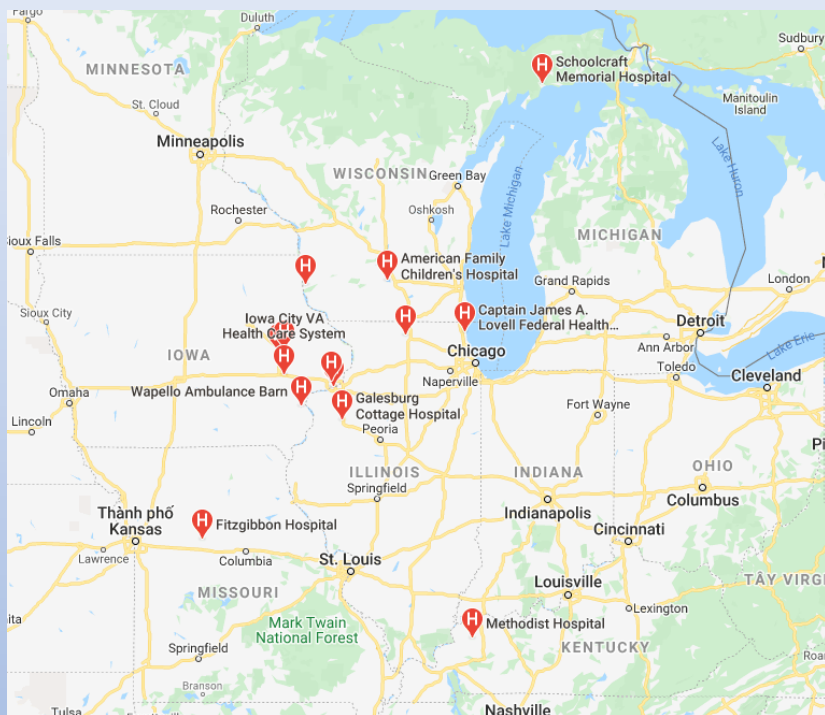 Fargo
Duluth
Sudbury
MINNESOTA
Schoolcraft
Memorial Hospital
St. Cloud
Manitoulin
Island
Minneapolis
WISCONSIN
Green Bay
Lake Huron
Oshkosh
Rochester
Lake Michigan
MICHIGAN
Sioux Falls
H
American Family
Children's Hospital
Grand Rapids
London
Sioux City
Iowa City VA
Health Care System
Captain James A.
Lovell Federal Health...
Detroit
Ann Arbor
Lake Erie
IOWA
Chicago
Toledo
Naperville
Cleveland
Wapello Ambulance Barn
Omaha
Galesburg
Cottage Hospital
Fort Wayne
Lincoln
Peoria
Pi
ILLINOIS
INDIANA
OHIO
Springfield
Columbus
Thành phố
Kansas
Indianapolis
Fitzgibbon Hospital
Cincinnati
Lawrence
Columbia
St. Louis
MISSOURI
Louisville
TÂY VIRG
Lexington
ita
Mark Twain
National Forest
Methodist Hospital
KENTUCKY
Springfield
Roar
Branson
Tulsa
Nashville